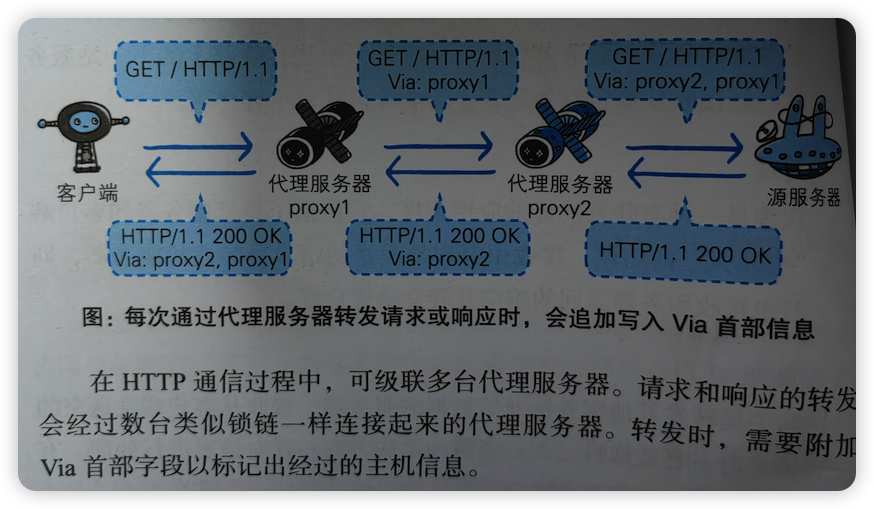 GET / HTTP/1.1
GET / HTTP/1.1
Via: proxy1
GET / HTTP/1.1
Via: proxy2, proxy1
客户端
代理服务器
proxy1
代理服务器
proxy2
源服务器
HTTP/1.1 200 OK
Via: proxy2, proxy1
HTTP/1.1 200 OK
Via: proxy2
HTTP/1.1 200 OK
图：每次通过代理服务器转发请求或响应时，会追加写入 Via 首部信息
在 HTTP 通信过程中，可级联多台代理服务器。请求和响应的转发
会经过数台类似锁链一样连接起来的代理服务器。转发时，需要附加
Via 首部字段以标记出经过的主机信息。